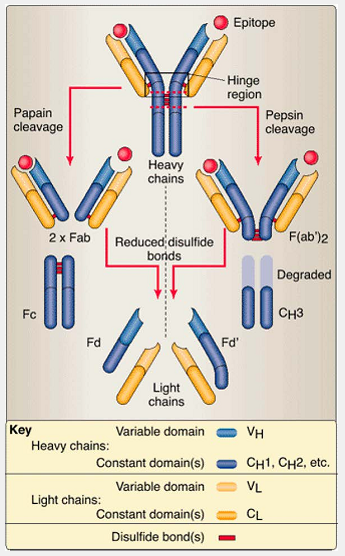 Epitope
Hinge
region
Papain
cleavage
Pepsin
cleavage
Heavy
chains
2 x Fab
F(ab')2
Reduced disulfide
bonds
Degraded
Fc
CH3
Fd
Fd'
Light
chains
Key
Variable domain VH
Heavy chains:
Constant domain(s) CH1, CH2, etc.
Variable domain VL
Light chains:
Constant domain(s) CL
Disulfide bond(s)